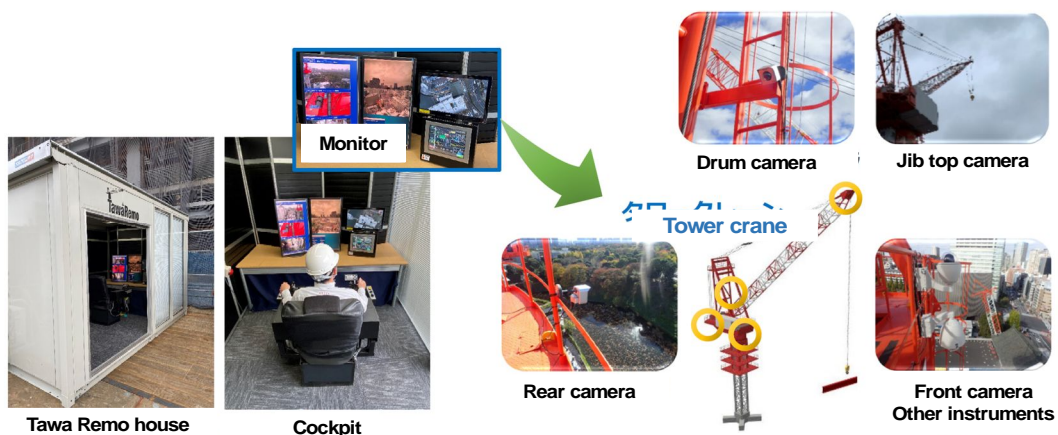 Monitor
TawaRemo
Tawa Remo house
Cockpit
Drum camera
Jib top camera
Tower crane
Rear camera
Front camera
Other instruments